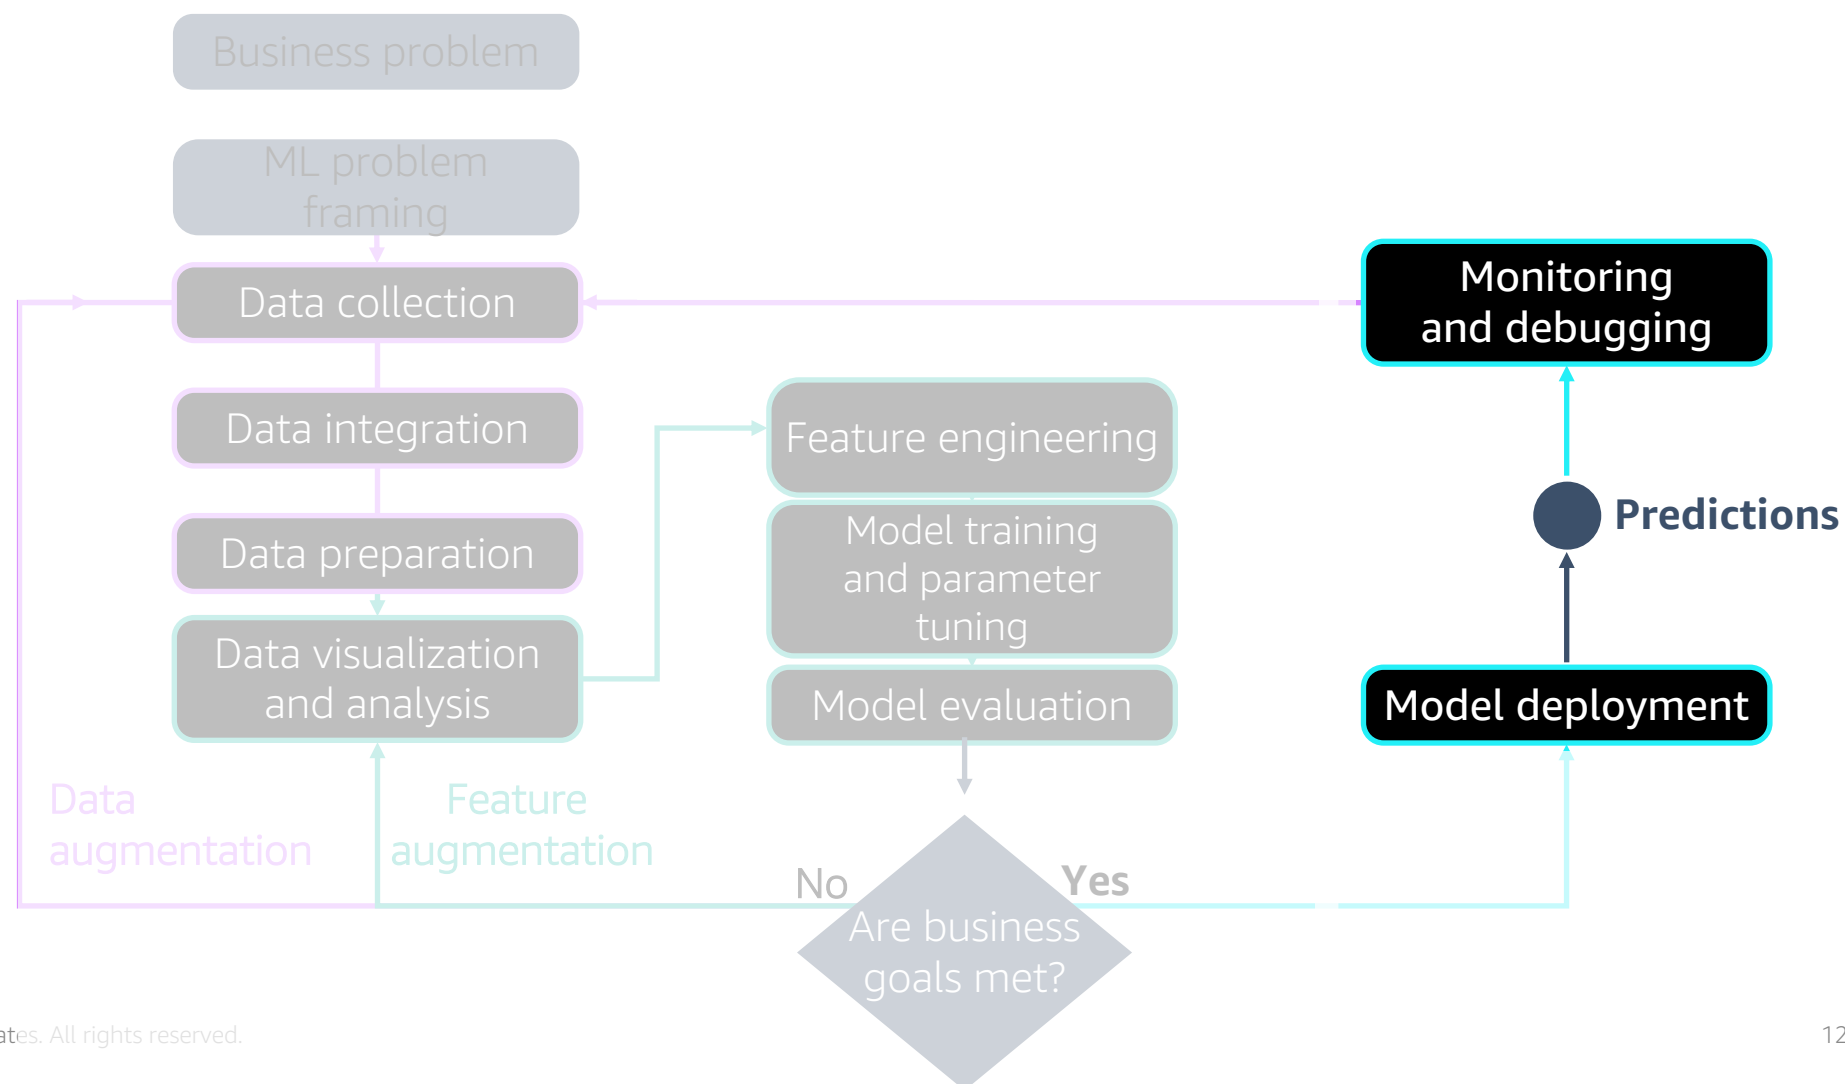 Business problem
ML problem
framing
Data collection
Data integration
Data preparation
Data visualization
and analysis
Data
augmentation
Feature
augmentation
Feature engineering
Model training
and parameter
tuning
Model evaluation
No
Yes
Are business
goals met?
Monitoring
and debugging
Predictions
Model deployment
ates. All rights reserved.
12